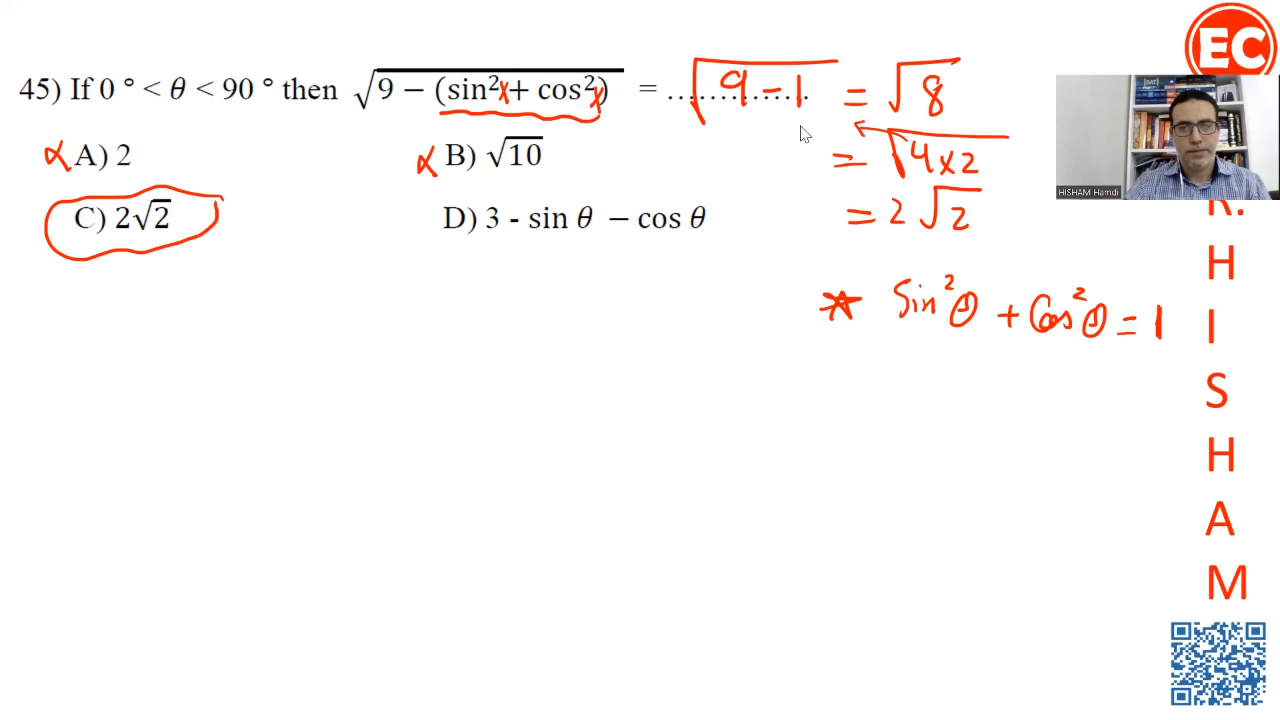 45) If 0 ° < θ < 90 ° then √9 − (sin²x + cos²x) = ……………. √9 − 1 = √8
A) 2 B) √10 = √4×2
C) 2√2 D) 3 - sin θ − cos θ = 2√2
★ Sin²θ + Cos²θ = 1
EC
HISHAM Hamdi
R.
H
I
S
H
A
M